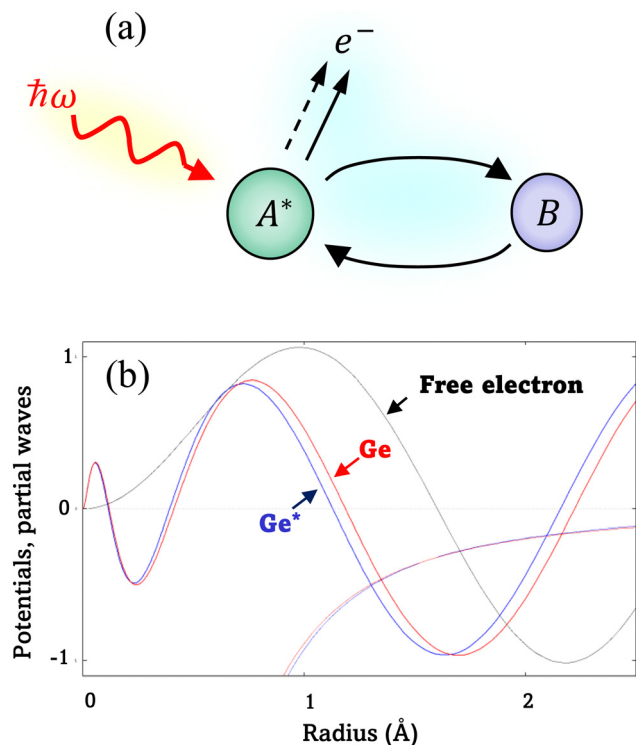 (a)
e⁻
ħω
A*
B
(b)
1
0
-1
Free electron
Ge
Ge*
Potentials, partial waves
0
1
2
Radius (Å)